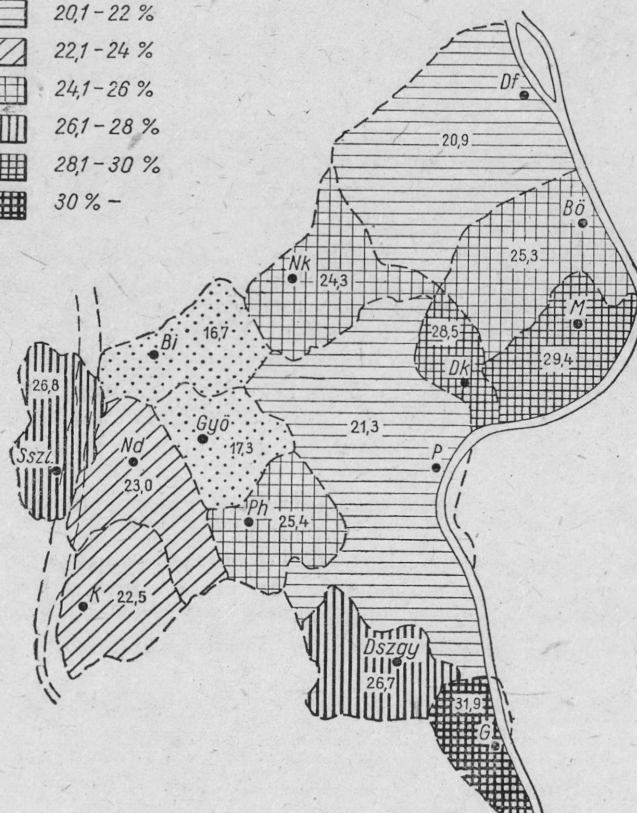 20,1-22 %
22,1-24 %
24,1-26 %
26,1-28 %
28,1-30 %
30 % -
Df
20,9
Bö
25,3
Nk
24,3
M
29,4
28,5
Dk
16,7
Bi
26,8
Sszl.
Nd
23,0
Győ
17,3
21,3
P
Ph
25,4
K
22,5
Dszgy
26,7
31,9
G.